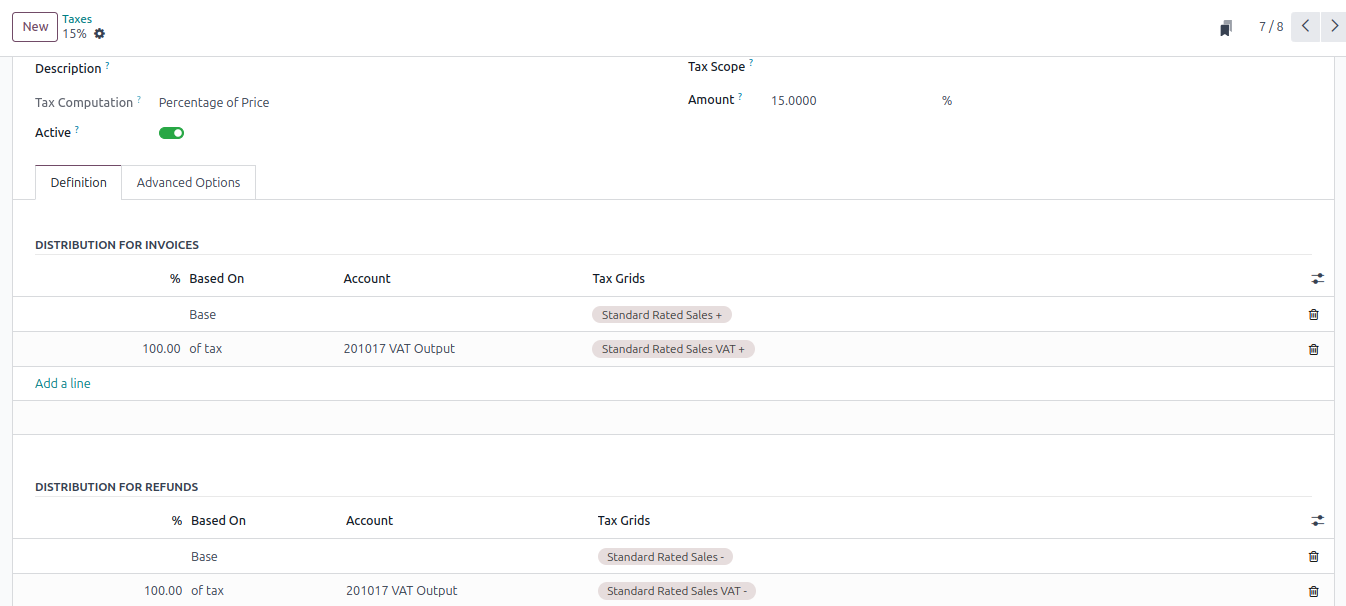 New
Taxes
15%
7 / 8
Description ?
Tax Scope ?
Tax Computation ? Percentage of Price
Amount ? 15.0000 %
Active ?
Definition Advanced Options
DISTRIBUTION FOR INVOICES
% Based On Account Tax Grids
Base Standard Rated Sales +
100.00 of tax 201017 VAT Output Standard Rated Sales VAT +
Add a line
DISTRIBUTION FOR REFUNDS
% Based On Account Tax Grids
Base Standard Rated Sales -
100.00 of tax 201017 VAT Output Standard Rated Sales VAT -